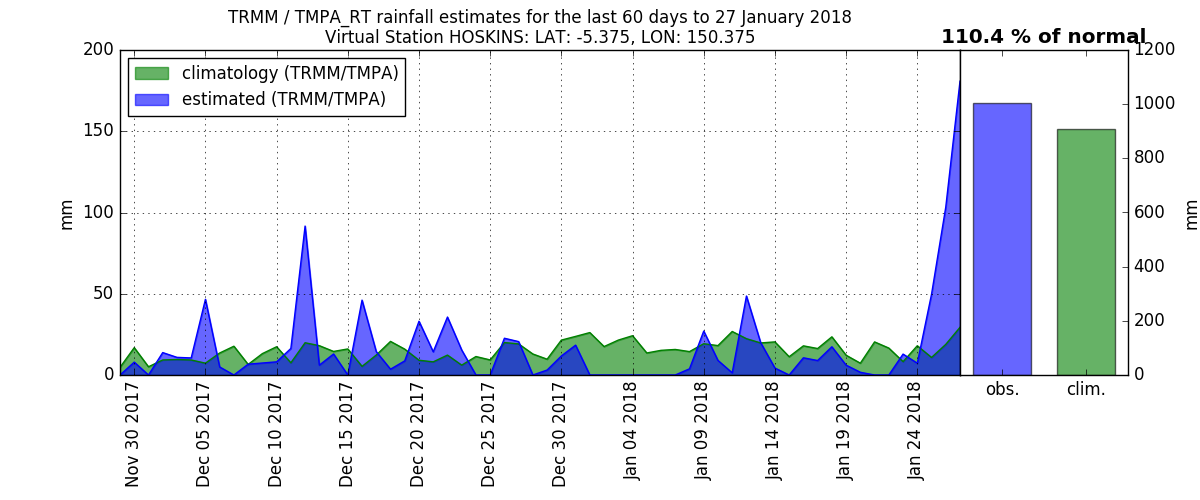 TRMM / TMPA_RT rainfall estimates for the last 60 days to 27 January 2018
Virtual Station HOSKINS: LAT: -5.375, LON: 150.375
110.4 % of normal
climatology (TRMM/TMPA)
estimated (TRMM/TMPA)
200
150
100
50
0
mm
Nov 30 2017
Dec 05 2017
Dec 10 2017
Dec 15 2017
Dec 20 2017
Dec 25 2017
Dec 30 2017
Jan 04 2018
Jan 09 2018
Jan 14 2018
Jan 19 2018
Jan 24 2018
1200
1000
800
600
400
200
0
mm
obs.
clim.